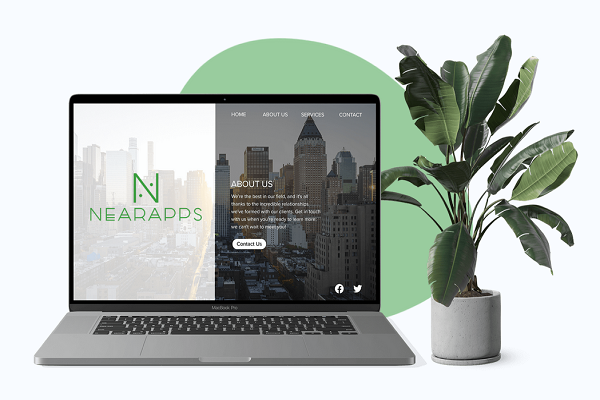 HOME ABOUT US SERVICES CONTACT
N
NEARAPPS
ABOUT US
We're the best in our field, and it's all
thanks to the incredible relationships
we've formed with our clients. Get in touch
with us when you're ready to learn more;
we can't wait to meet you!
Contact Us
MacBook Pro